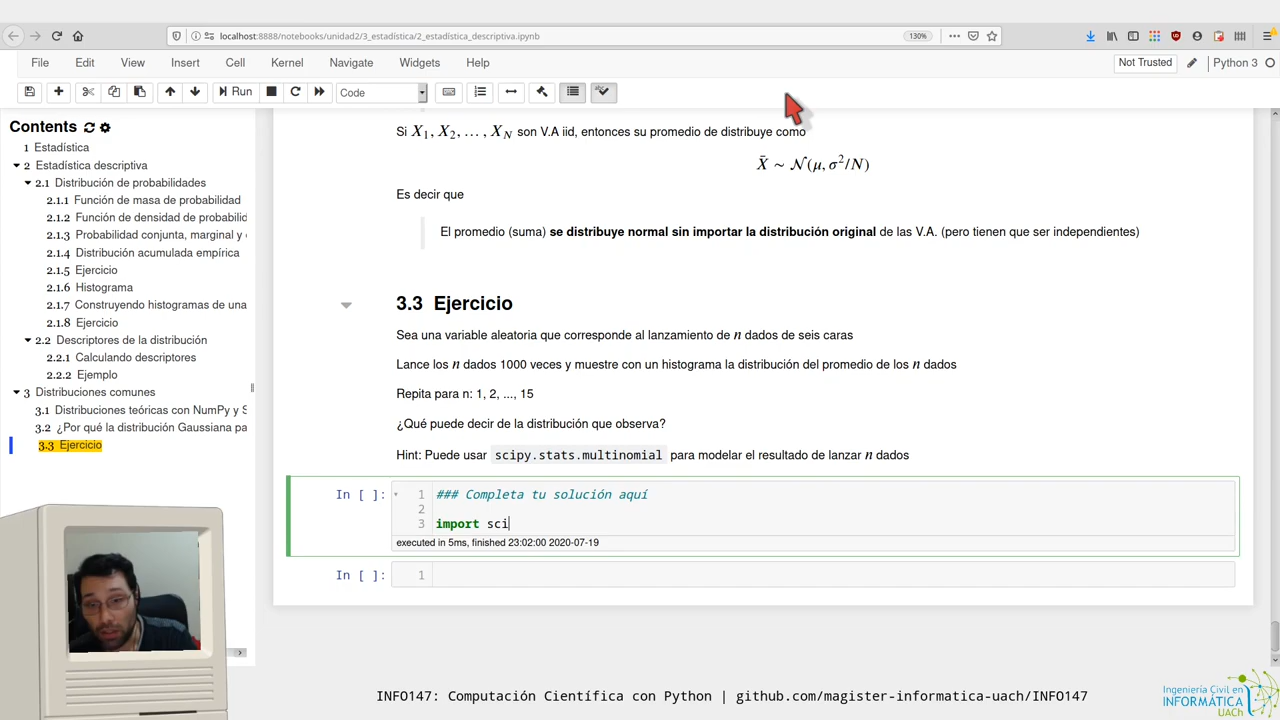 localhost:8888/notebooks/unidad2/3_estadística/2_estadística_descriptiva.ipynb
130%
File Edit View Insert Cell Kernel Navigate Widgets Help
Not Trusted
Python 3
Run
Code
Contents
1 Estadística
2 Estadística descriptiva
2.1 Distribución de probabilidades
2.1.1 Función de masa de probabilidad
2.1.2 Función de densidad de probabilid
2.1.3 Probabilidad conjunta, marginal y
2.1.4 Distribución acumulada empírica
2.1.5 Ejercicio
2.1.6 Histograma
2.1.7 Construyendo histogramas de una
2.1.8 Ejercicio
2.2 Descriptores de la distribución
2.2.1 Calculando descriptores
2.2.2 Ejemplo
3 Distribuciones comunes
3.1 Distribuciones teóricas con NumPy y S
3.2 ¿Por qué la distribución Gaussiana pa
3.3 Ejercicio
Si X₁, X₂, …, X_N son V.A iid, entonces su promedio de distribuye como
X̄ ∼ 𝒩(μ, σ²/N)
Es decir que
El promedio (suma) se distribuye normal sin importar la distribución original de las V.A. (pero tienen que ser independientes)
3.3 Ejercicio
Sea una variable aleatoria que corresponde al lanzamiento de n dados de seis caras
Lance los n dados 1000 veces y muestre con un histograma la distribución del promedio de los n dados
Repita para n: 1, 2, ..., 15
¿Qué puede decir de la distribución que observa?
Hint: Puede usar scipy.stats.multinomial para modelar el resultado de lanzar n dados
In [ ]:
1 ### Completa tu solución aquí
2
3 import sci
executed in 5ms, finished 23:02:00 2020-07-19
In [ ]:
1
INFO147: Computación Científica con Python | github.com/magister-informatica-uach/INFO147
Ingeniería Civil en
INFORMÁTICA
UACh